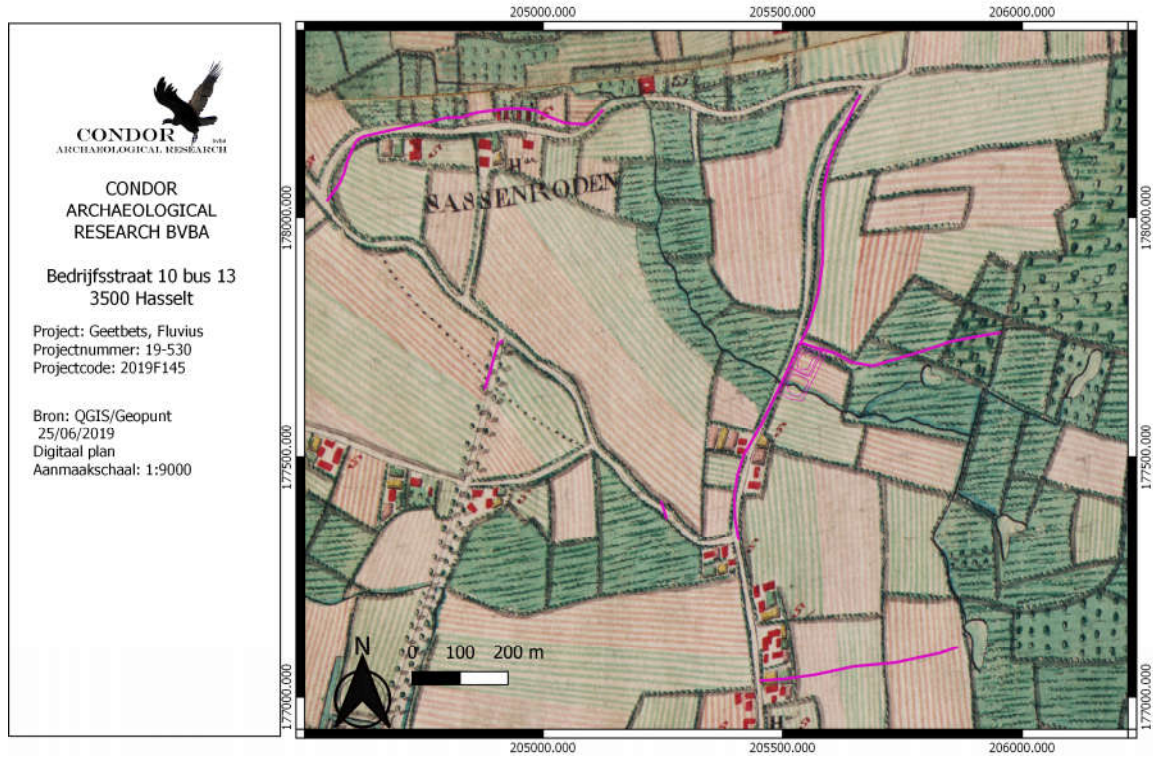 CONDOR
bvba
ARCHAEOLOGICAL RESEARCH
CONDOR
ARCHAEOLOGICAL
RESEARCH BVBA
Bedrijfsstraat 10 bus 13
3500 Hasselt
Project: Geetbets, Fluvius
Projectnummer: 19-530
Projectcode: 2019F145
Bron: QGIS/Geopunt
25/06/2019
Digitaal plan
Aanmaakschaal: 1:9000
205000.000
205500.000
206000.000
178000.000
178000.000
H
SASSENRODEN
177500.000
177500.000
N
0 100 200 m
177000.000
177000.000
H
205000.000
205500.000
206000.000